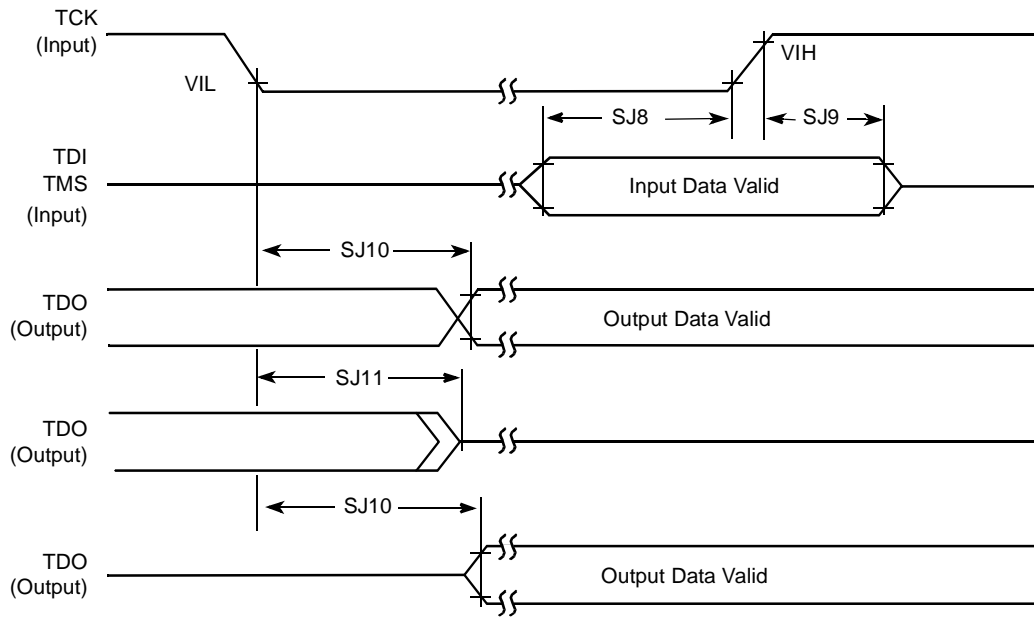 TCK
(Input)
VIL
VIH
SJ8
SJ9
TDI
TMS
(Input)
Input Data Valid
SJ10
TDO
(Output)
Output Data Valid
SJ11
TDO
(Output)
SJ10
TDO
(Output)
Output Data Valid